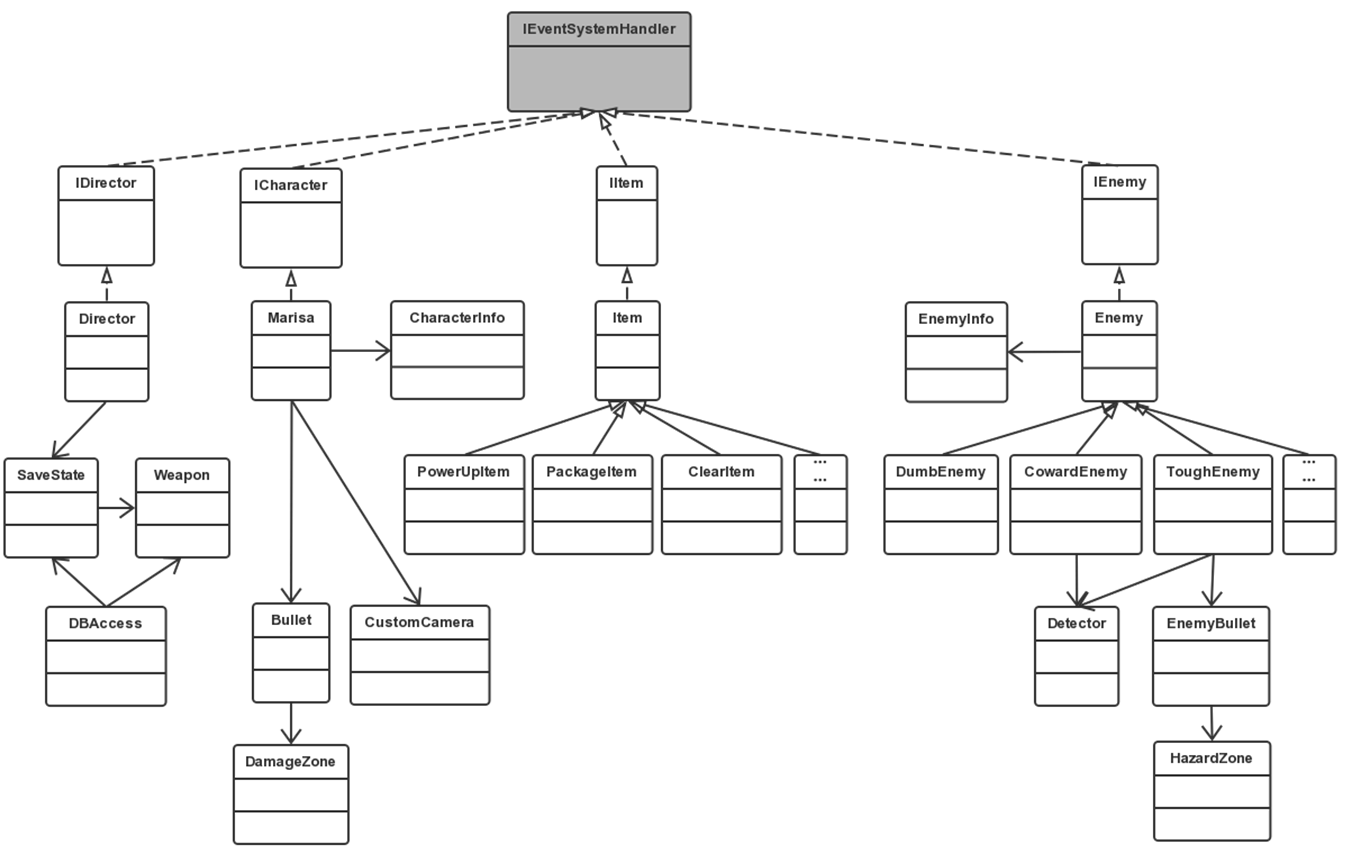 IEventSystemHandler
IDirector
ICharacter
IItem
IEnemy
Director
Marisa
CharacterInfo
Item
EnemyInfo
Enemy
SaveState
Weapon
PowerUpItem
PackageItem
ClearItem
...
...
DumbEnemy
CowardEnemy
ToughEnemy
...
...
DBAccess
Bullet
CustomCamera
Detector
EnemyBullet
DamageZone
HazardZone